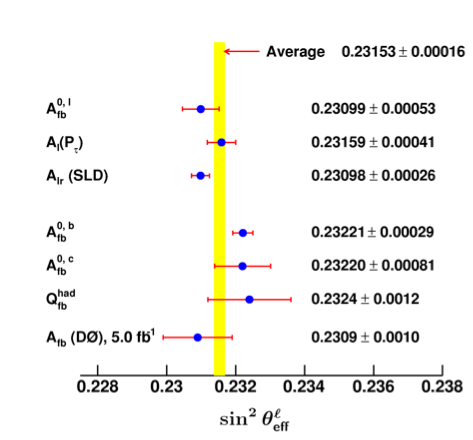 Average 0.23153 ± 0.00016
A_fb^{0, l} 0.23099 ± 0.00053
A_l(P_τ) 0.23159 ± 0.00041
A_lr (SLD) 0.23098 ± 0.00026
A_fb^{0, b} 0.23221 ± 0.00029
A_fb^{0, c} 0.23220 ± 0.00081
Q_fb^{had} 0.2324 ± 0.0012
A_fb (DØ), 5.0 fb^1 0.2309 ± 0.0010
0.228 0.23 0.232 0.234 0.236 0.238
sin² θ_eff^ℓ